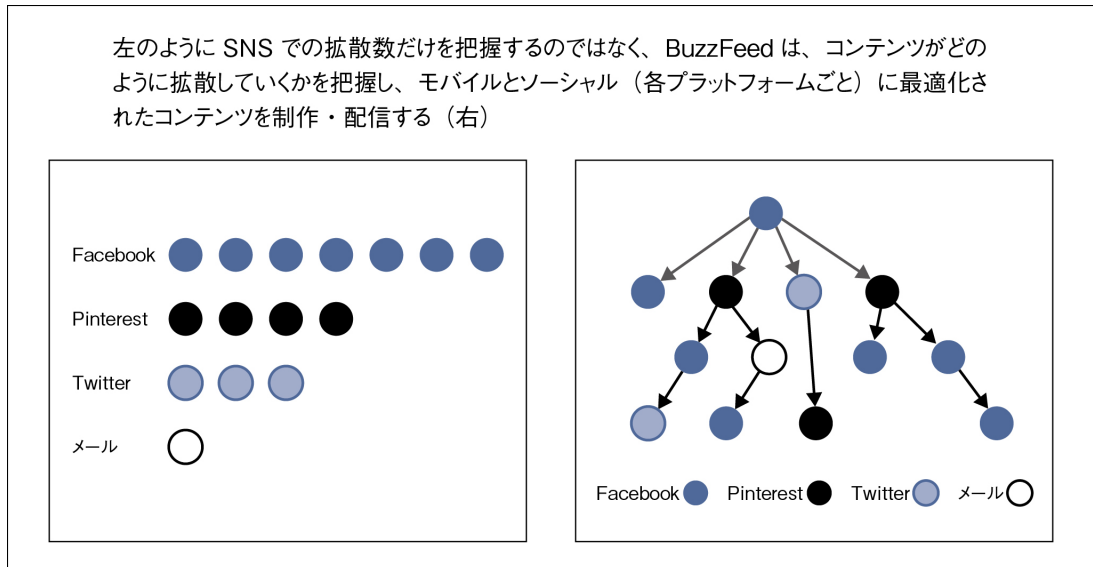 左のように SNS での拡散数だけを把握するのではなく、BuzzFeed は、コンテンツがどの
ように拡散していくかを把握し、モバイルとソーシャル（各プラットフォームごと）に最適化さ
れたコンテンツを制作・配信する（右）
Facebook
Pinterest
Twitter
メール
Facebook Pinterest Twitter メール